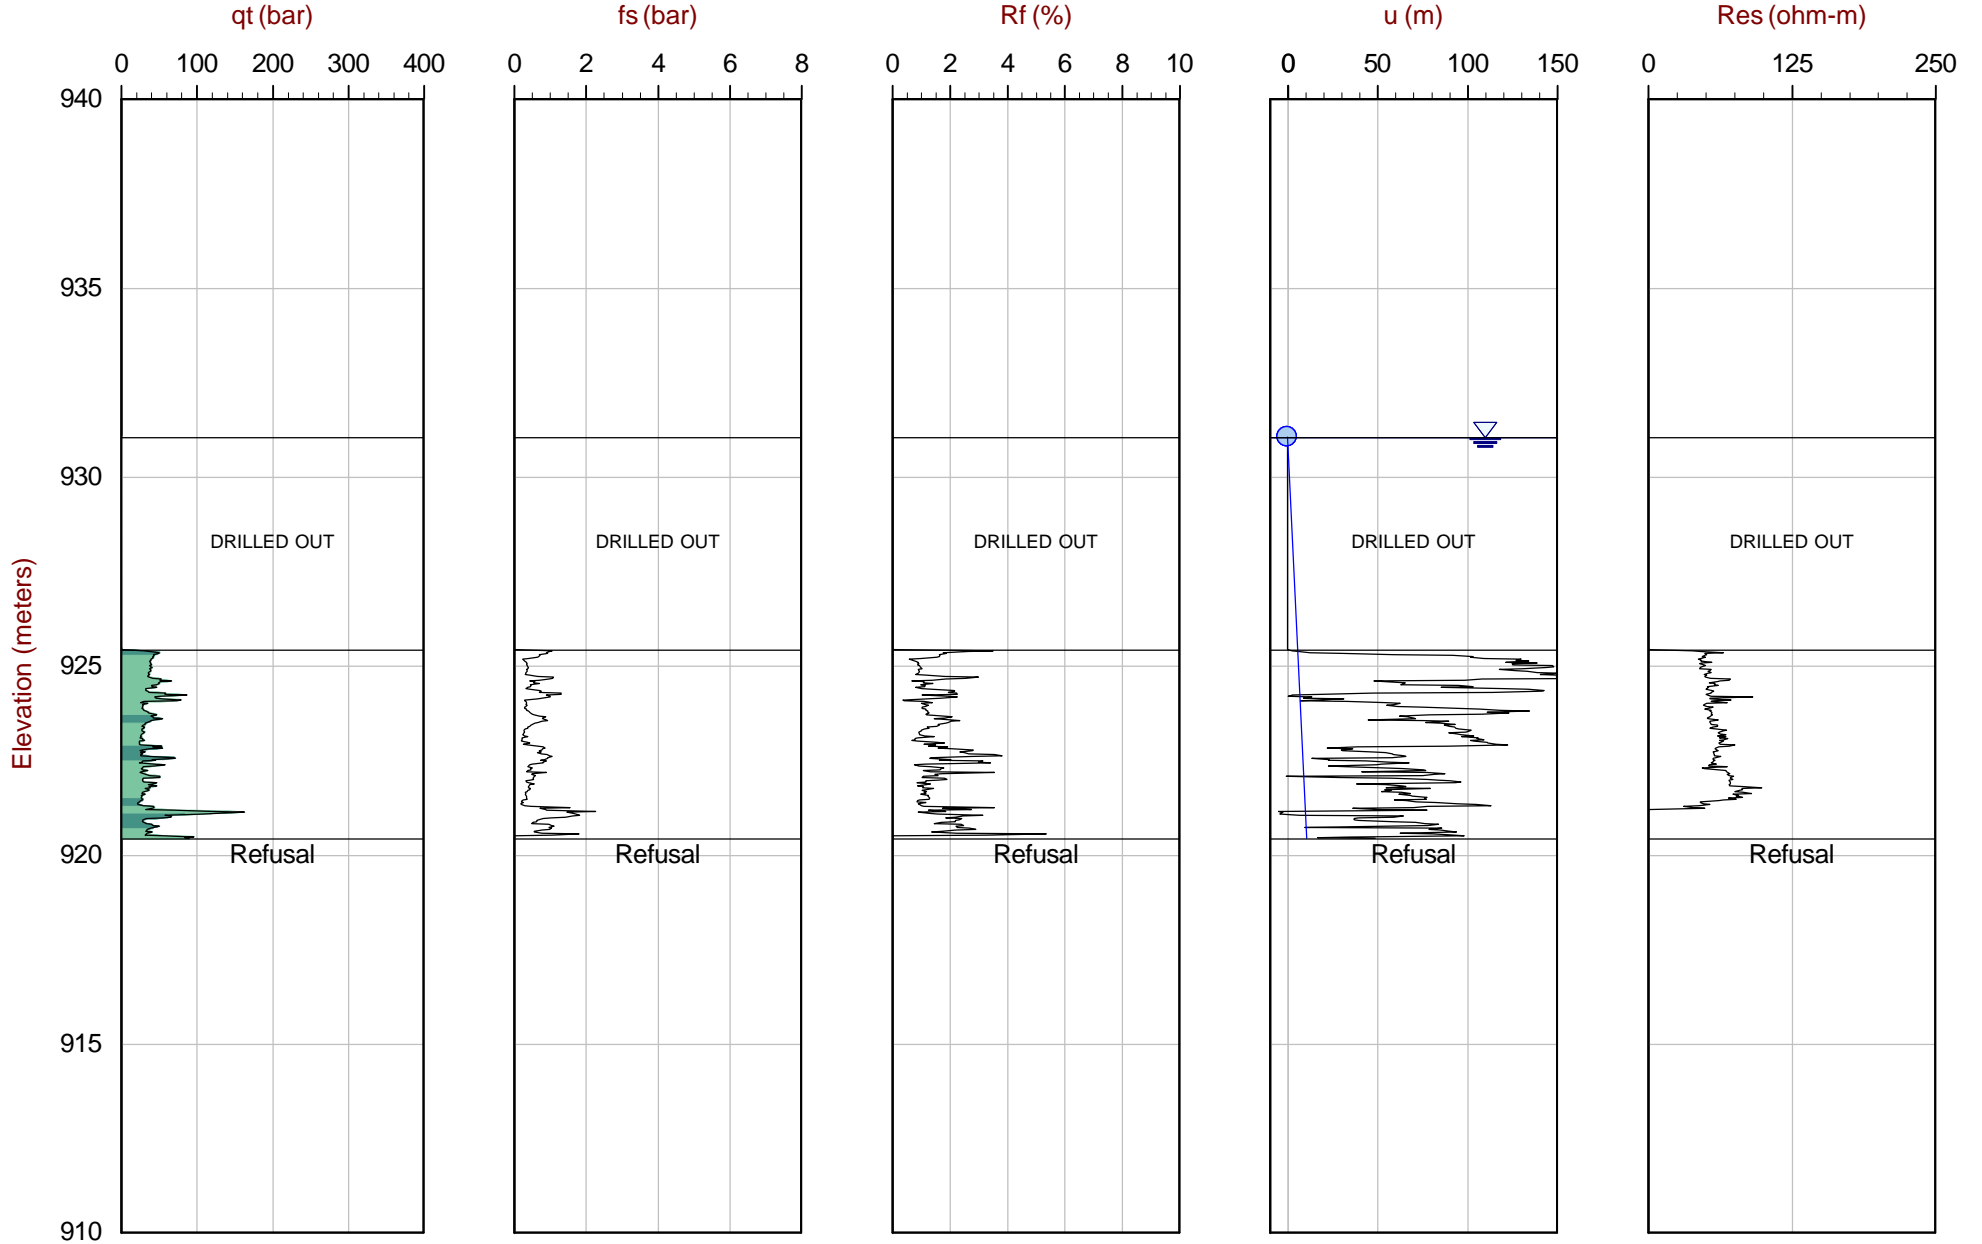 qt (bar) fs (bar) Rf (%) u (m) Res (ohm-m)
0 100 200 300 400 0 2 4 6 8 0 2 4 6 8 10 0 50 100 150 0 125 250
940
935
930
DRILLED OUT DRILLED OUT DRILLED OUT DRILLED OUT DRILLED OUT
Elevation (meters)
925
920
Refusal Refusal Refusal Refusal Refusal
915
910